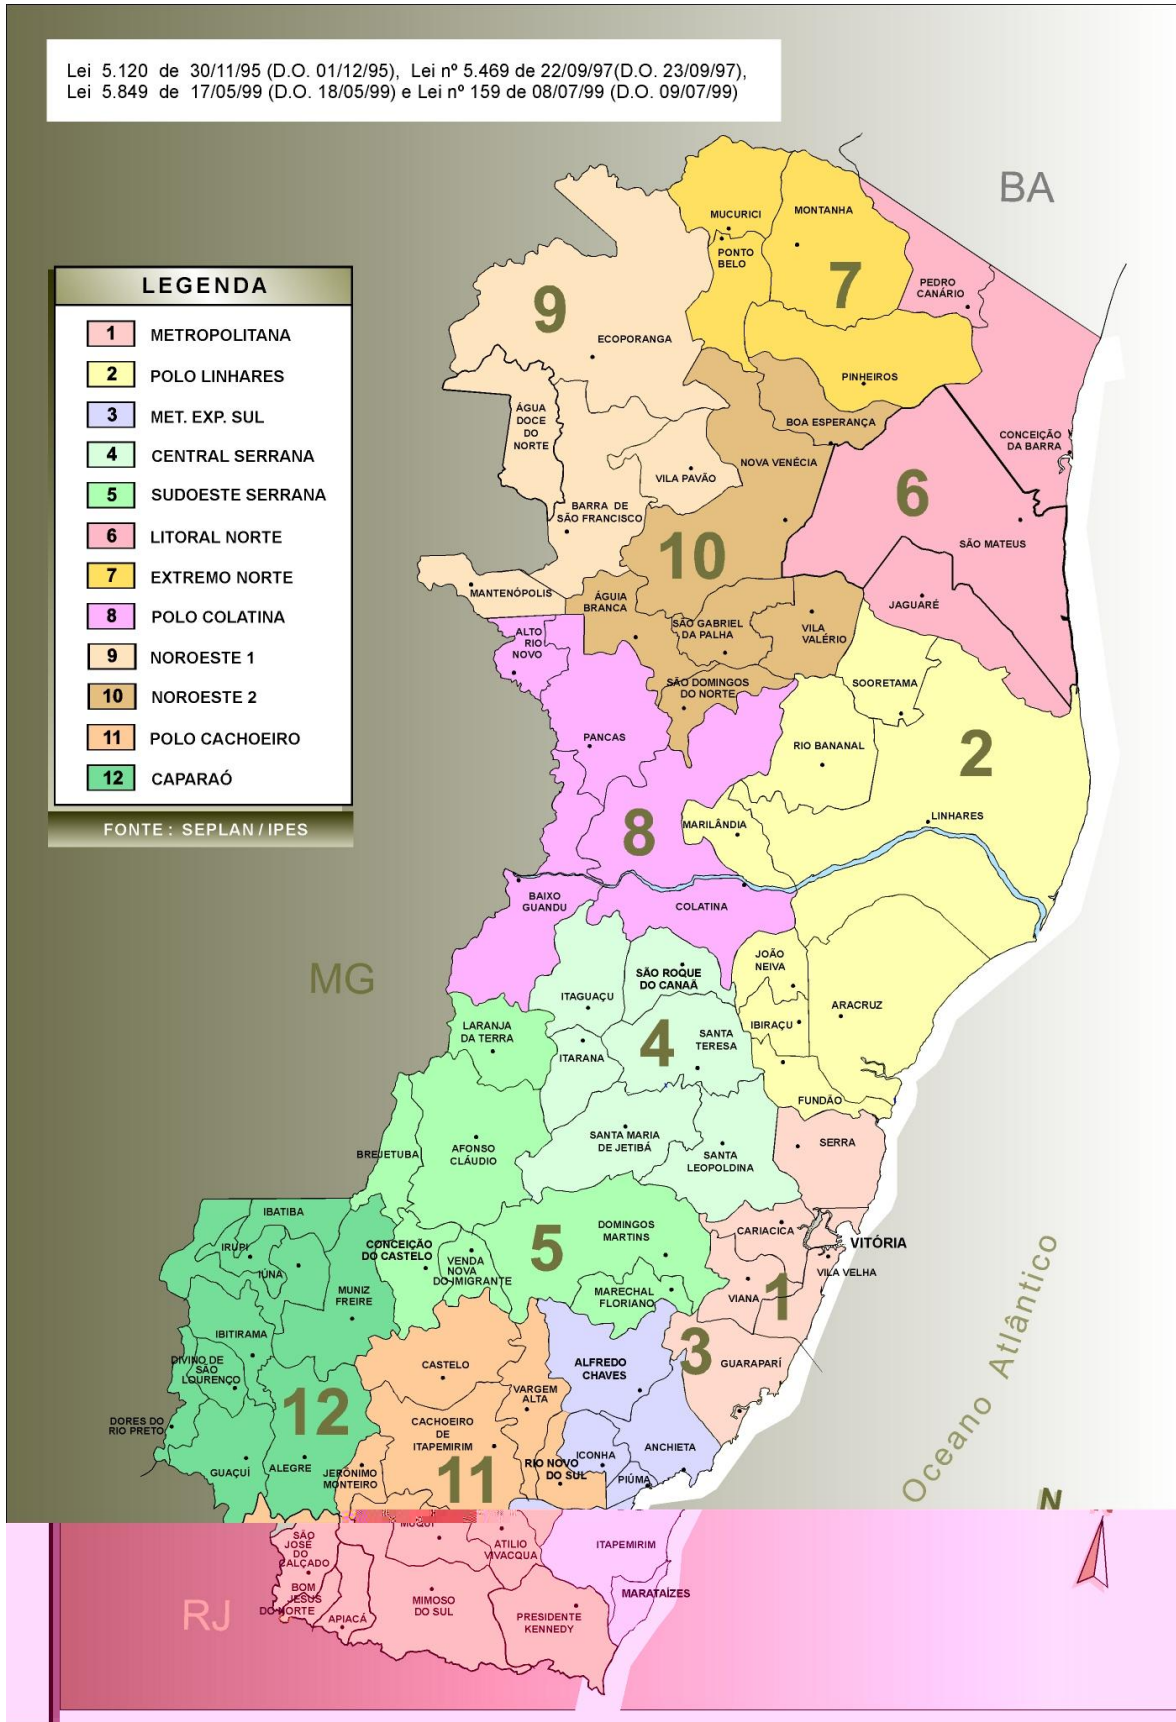 Lei 5.120 de 30/11/95 (D.O. 01/12/95), Lei nº 5.469 de 22/09/97(D.O. 23/09/97),
Lei 5.849 de 17/05/99 (D.O. 18/05/99) e Lei nº 159 de 08/07/99 (D.O. 09/07/99)
BA
MUCURICI
MONTANHA
PONTO
BELO
7
PEDRO
CANÁRIO
LEGENDA
1 METROPOLITANA
2 POLO LINHARES
3 MET. EXP. SUL
4 CENTRAL SERRANA
5 SUDOESTE SERRANA
6 LITORAL NORTE
7 EXTREMO NORTE
8 POLO COLATINA
9 NOROESTE 1
10 NOROESTE 2
11 POLO CACHOEIRO
12 CAPARAÓ
FONTE : SEPLAN / IPES
9
ECOPORANGA
PINHEIROS
ÁGUA
DOCE
DO
NORTE
BOA ESPERANÇA
CONCEIÇÃO
DA BARRA
NOVA VENÉCIA
VILA PAVÃO
6
BARRA DE
SÃO FRANCISCO
10
SÃO MATEUS
MANTENÓPOLIS
ÁGUIA
BRANCA
JAGUARÉ
SÃO GABRIEL
DA PALHA
VILA
VALÉRIO
ALTO
RIO
NOVO
SÃO DOMINGOS
DO NORTE
SOORETAMA
PANCAS
RIO BANANAL
2
8
MARILÂNDIA
LINHARES
BAIXO
GUANDU
COLATINA
MG
JOÃO
NEIVA
SÃO ROQUE
DO CANAÃ
ITAGUAÇU
ARACRUZ
IBIRAÇU
LARANJA
DA TERRA
4
SANTA
TERESA
ITARANA
FUNDÃO
SANTA MARIA
DE JETIBÁ
SERRA
AFONSO
CLÁUDIO
BREJETUBA
SANTA
LEOPOLDINA
IBATIBA
DOMINGOS
MARTINS
CARIACICA
5
VITÓRIA
CONCEIÇÃO
DO CASTELO
IRUPI
IÚNA
VENDA
NOVA
DO IMIGRANTE
VILA VELHA
MUNIZ
FREIRE
MARECHAL
FLORIANO
VIANA
1
Oceano Atlântico
IBITIRAMA
3
DIVINO DE
SÃO
LOURENÇO
CASTELO
ALFREDO
CHAVES
GUARAPARÍ
VARGEM
ALTA
12
DORES DO
RIO PRETO
CACHOEIRO
DE
ITAPEMIRIM
ANCHIETA
ICONHA
GUAÇUÍ
ALEGRE
JERÔNIMO
MONTEIRO
11
RIO NOVO
DO SUL
PIÚMA
N
MUQUI
SÃO
JOSÉ
DO
CALÇADO
ATILIO
VIVACQUA
ITAPEMIRIM
BOM
JESUS
DO NORTE
MIMOSO
DO SUL
MARATAÍZES
RJ
APIACÁ
PRESIDENTE
KENNEDY